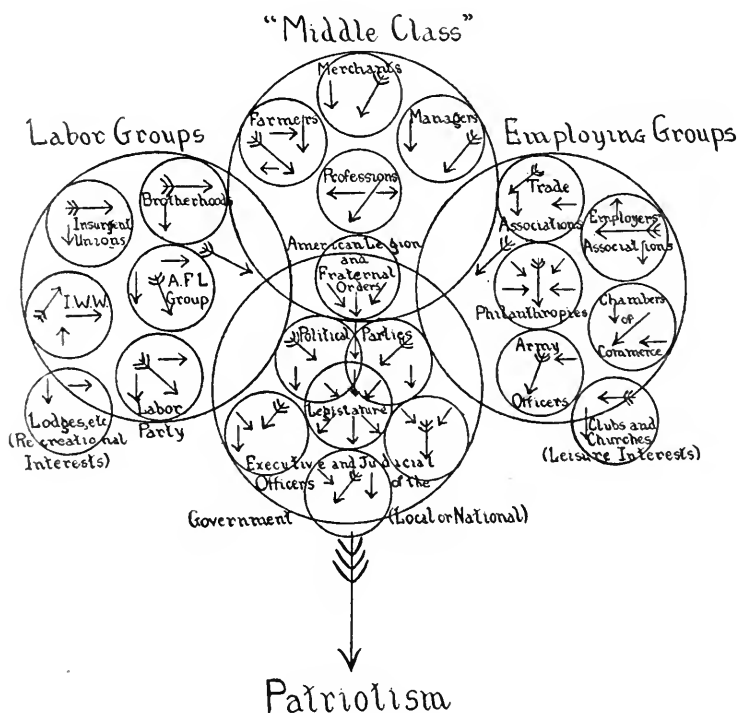 "Middle Class"
Merchants
Farmers
Managers
Professions
Labor Groups
Brotherhoods
Insurgent
Unions
A.F.L
Group
I.W.W.
Labor
Party
Lodges, etc
(Recreational
Interests)
Employing Groups
Trade
Associations
Employers'
Associations
Philanthropies
Chambers
of
Commerce
Army
Officers
Clubs and
Churches
(Leisure Interests)
American Legion
and
Fraternal
Orders
Political Parties
Legislature
Executive and Judicial
Officers of the
Government (Local or National)
Patriotism